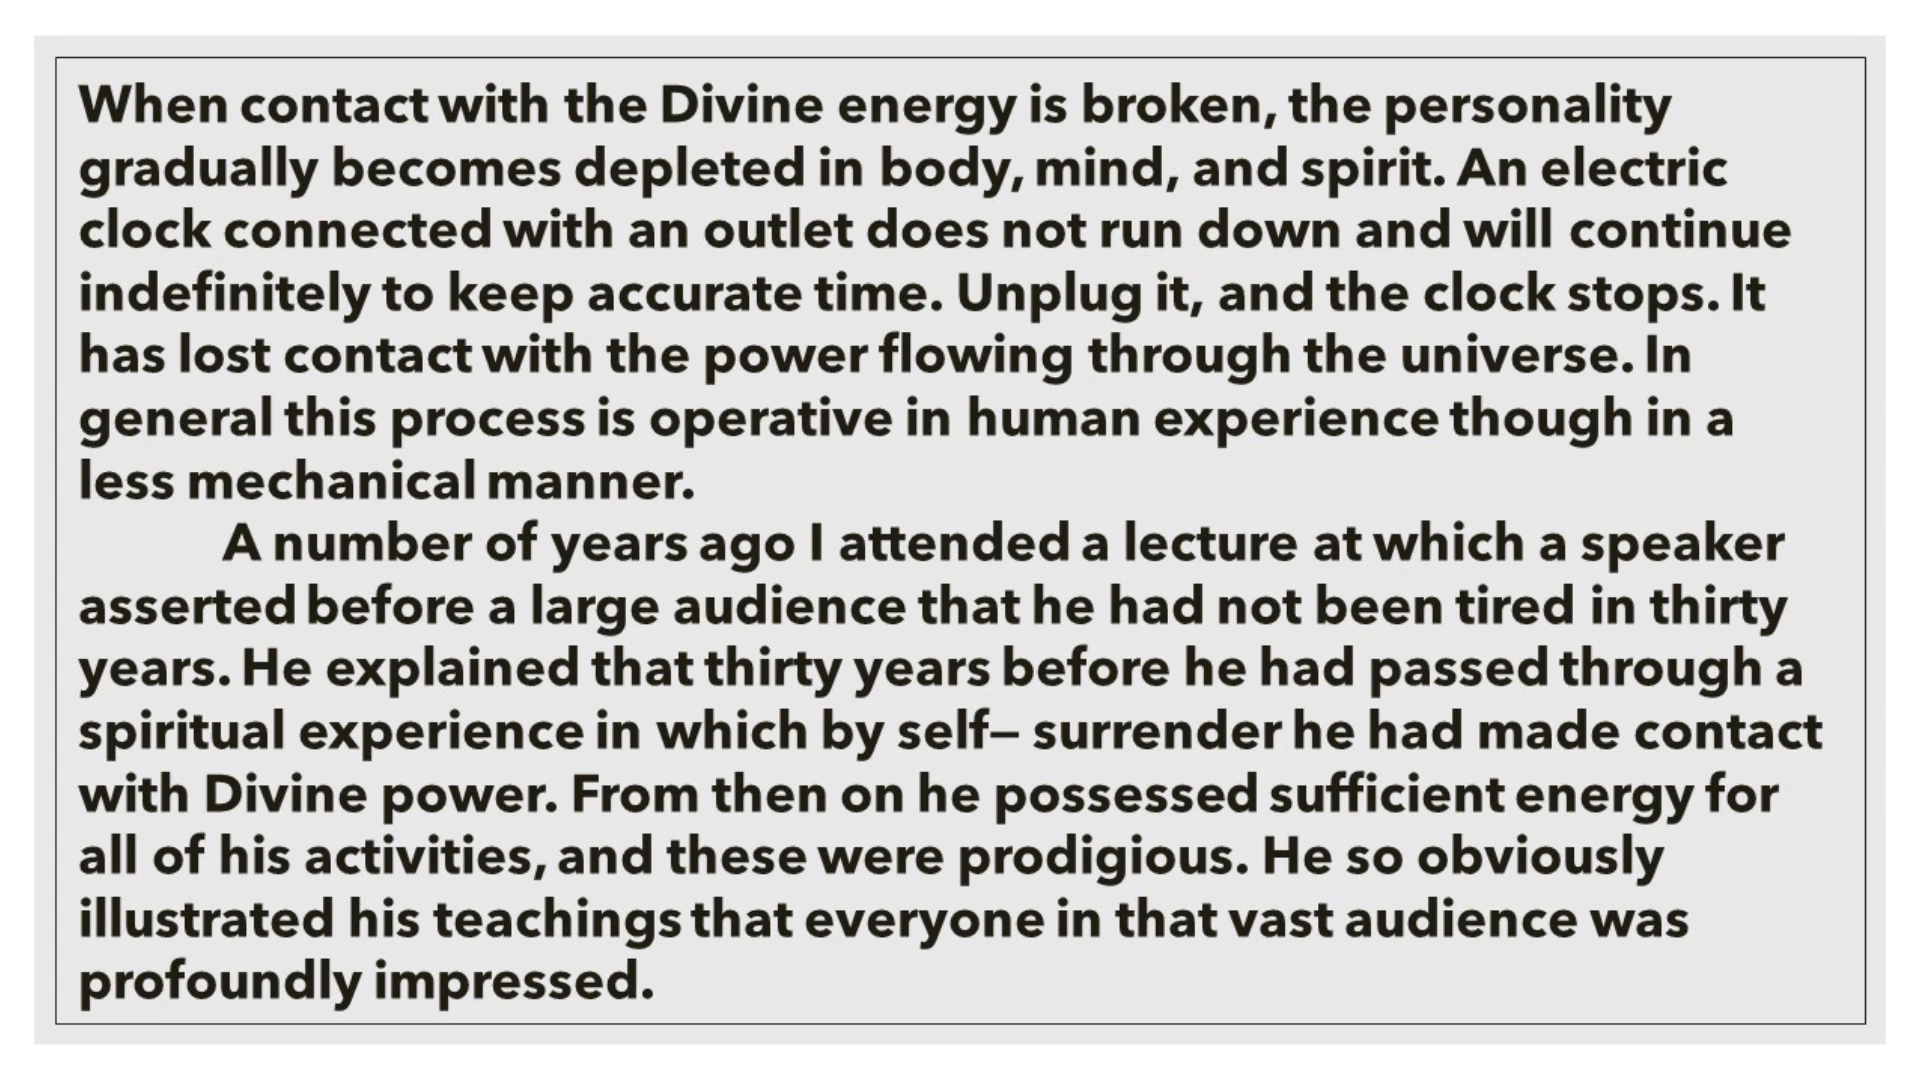 When contact with the Divine energy is broken, the personality
gradually becomes depleted in body, mind, and spirit. An electric
clock connected with an outlet does not run down and will continue
indefinitely to keep accurate time. Unplug it, and the clock stops. It
has lost contact with the power flowing through the universe. In
general this process is operative in human experience though in a
less mechanical manner.
A number of years ago I attended a lecture at which a speaker
asserted before a large audience that he had not been tired in thirty
years. He explained that thirty years before he had passed through a
spiritual experience in which by self– surrender he had made contact
with Divine power. From then on he possessed sufficient energy for
all of his activities, and these were prodigious. He so obviously
illustrated his teachings that everyone in that vast audience was
profoundly impressed.